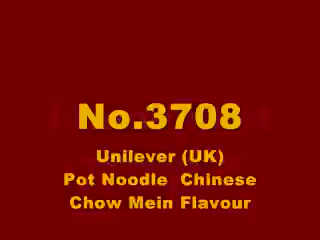 No.3708
Unilever (UK)
Pot Noodle Chinese
Chow Mein Flavour